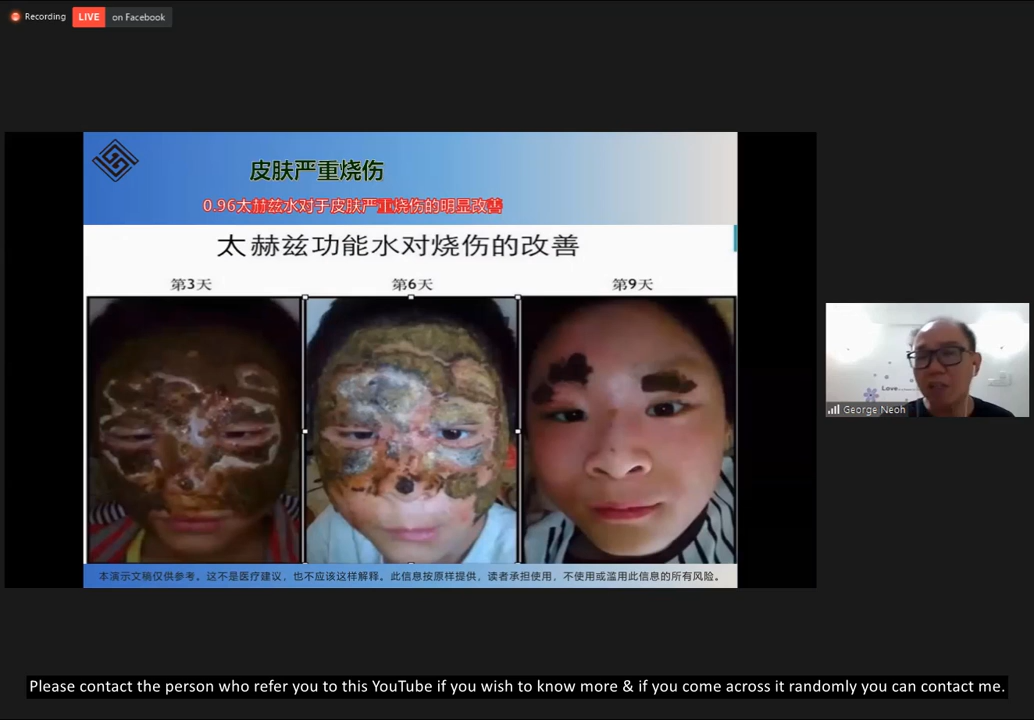 Recording
LIVE on Facebook
皮肤严重烧伤
0.96太赫兹水对于皮肤严重烧伤的明显改善
太赫兹功能水对烧伤的改善
第3天 第6天 第9天
Love
George Neoh
本演示文稿仅供参考。这不是医疗建议，也不应该这样解释。此信息按原样提供，读者承担使用，不使用或滥用此信息的所有风险。
Please contact the person who refer you to this YouTube if you wish to know more & if you come across it randomly you can contact me.